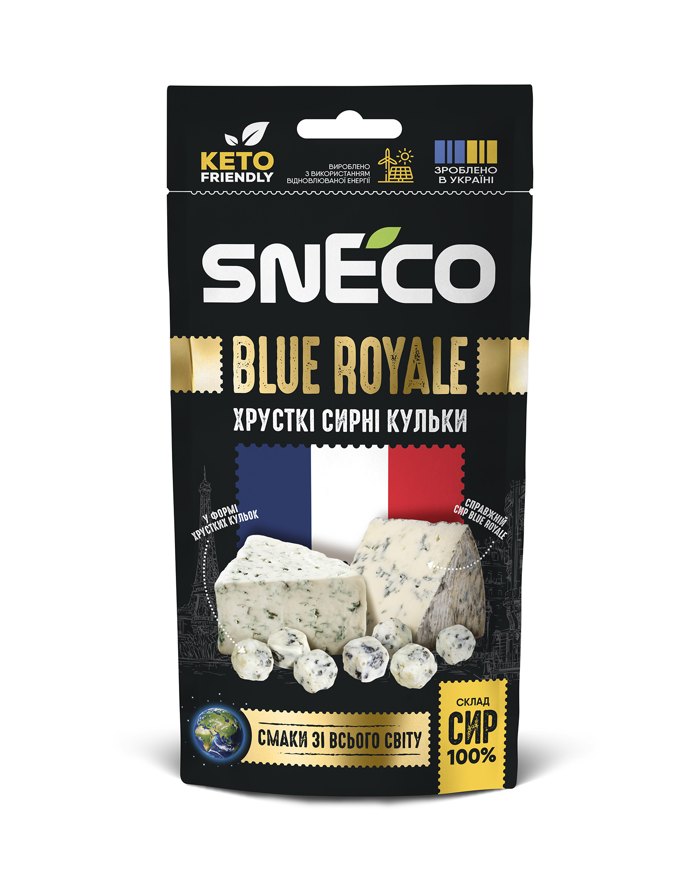 KETO
FRIENDLY
ВИРОБЛЕНО
З ВИКОРИСТАННЯМ
ВІДНОВЛЮВАНОЇ ЕНЕРГІЇ
ЗРОБЛЕНО
В УКРАЇНІ
SNECO
BLUE ROYALE
ХРУСТКІ СИРНІ КУЛЬКИ
У ФОРМІ
ХРУСТКИХ КУЛЬОК
СПРАВЖНІЙ
СИР BLUE ROYALE
СМАКИ ЗІ ВСЬОГО СВІТУ
СКЛАД
СИР
100%